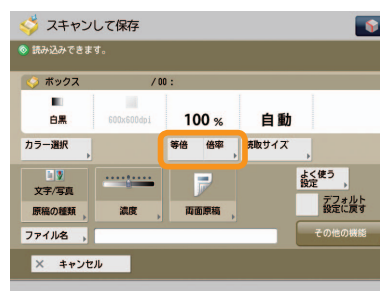 スキャンして保存
読み込みできます。
ボックス / 00 :
白黒 600x600dpi 100 % 自動
カラー選択 等倍 倍率 読取サイズ
文字/写真
原稿の種類 濃度 両面原稿
よく使う
設定
デフォルト
設定に戻す
ファイル名 その他の機能
× キャンセル